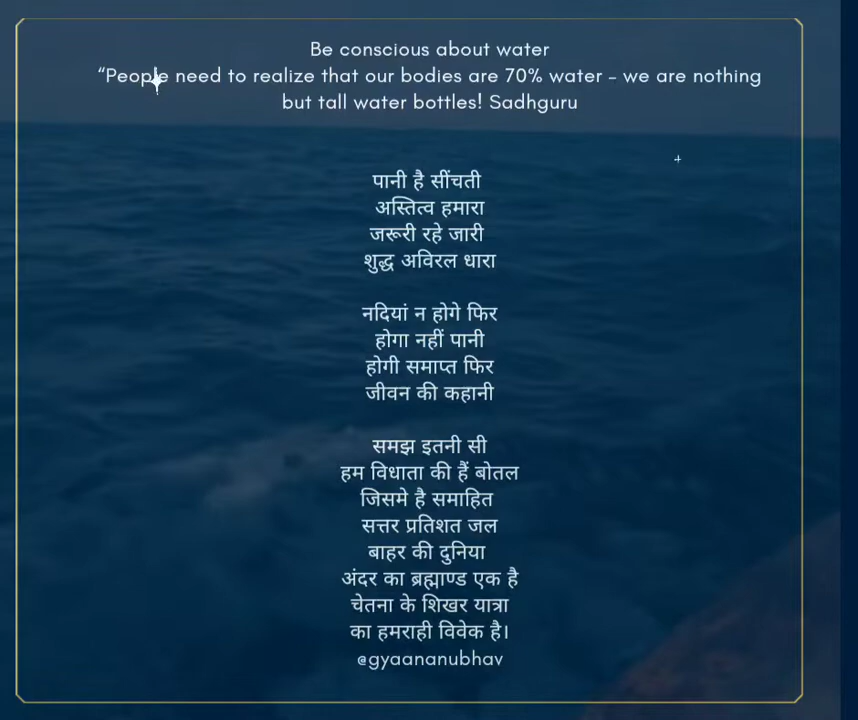 Be conscious about water
“People need to realize that our bodies are 70% water – we are nothing
but tall water bottles! Sadhguru
पानी है सींचती
अस्तित्व हमारा
जरूरी रहे जारी
शुद्ध अविरल धारा
नदियां न होगे फिर
होगा नहीं पानी
होगी समाप्त फिर
जीवन की कहानी
समझ इतनी सी
हम विधाता की हैं बोतल
जिसमे है समाहित
सत्तर प्रतिशत जल
बाहर की दुनिया
अंदर का ब्रह्माण्ड एक है
चेतना के शिखर यात्रा
का हमराही विवेक है।
@gyaananubhav